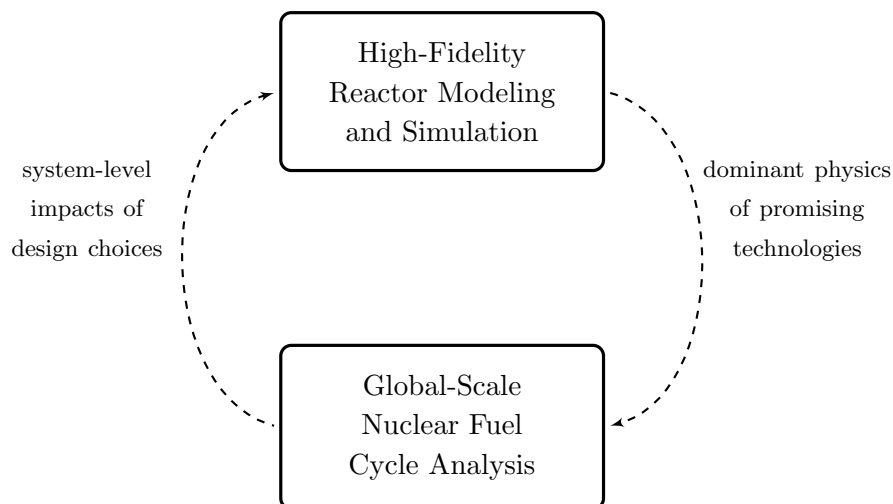 High-Fidelity
Reactor Modeling
and Simulation
system-level
impacts of
design choices
dominant physics
of promising
technologies
Global-Scale
Nuclear Fuel
Cycle Analysis